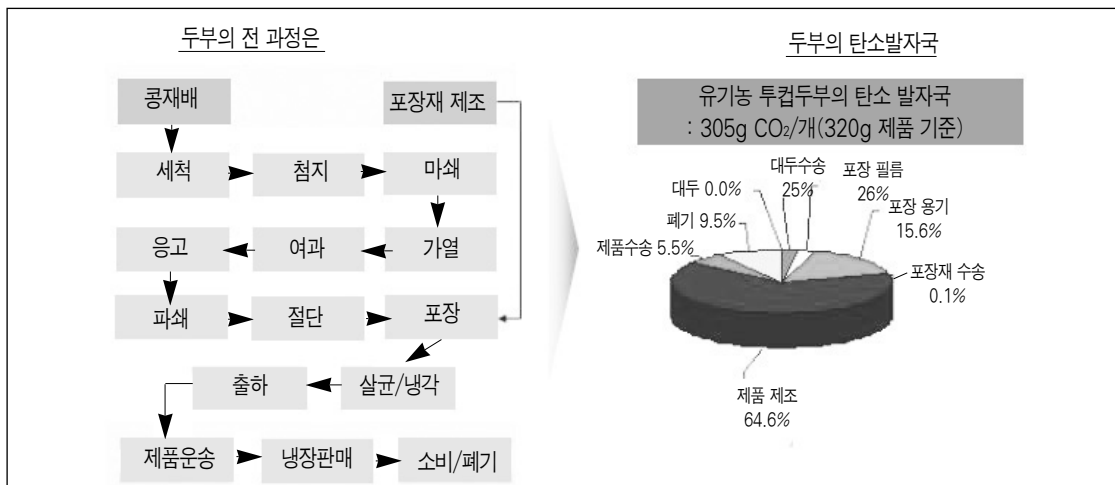 두부의 전 과정은
콩재배
포장재 제조
세척
첨지
마쇄
응고
여과
가열
파쇄
절단
포장
출하
살균/냉각
제품운송
냉장판매
소비/폐기
두부의 탄소발자국
유기농 투컵두부의 탄소 발자국
: 305g CO₂/개(320g 제품 기준)
대두 0.0%
대두수송
25%
포장 필름
26%
포장 용기
15.6%
포장재 수송
0.1%
폐기 9.5%
제품수송 5.5%
제품 제조
64.6%